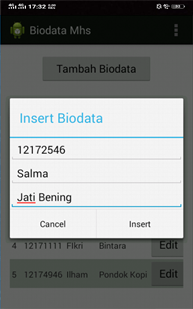 17:32
Biodata Mhs
Tambah Biodata
Insert Biodata
12172546
Salma
Jati Bening
Cancel Insert
4 12171111 FIkri Bintara Edit
5 12174946 Ilham Pondok Kopi Edit